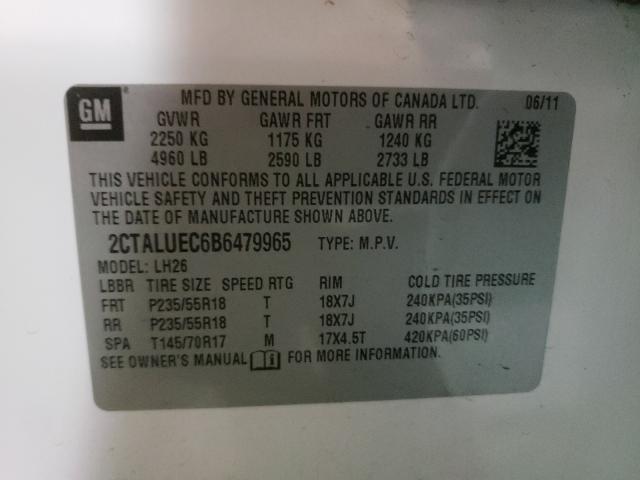 GM MFD BY GENERAL MOTORS OF CANADA LTD. 06/11
GVWR GAWR FRT GAWR RR
2250 KG 1175 KG 1240 KG
4960 LB 2590 LB 2733 LB
THIS VEHICLE CONFORMS TO ALL APPLICABLE U.S. FEDERAL MOTOR
VEHICLE SAFETY AND THEFT PREVENTION STANDARDS IN EFFECT ON
THE DATE OF MANUFACTURE SHOWN ABOVE.
2CTALUEC6B6479965 TYPE: M.P.V.
MODEL: LH26
LBBR TIRE SIZE SPEED RTG RIM COLD TIRE PRESSURE
FRT P235/55R18 T 18X7J 240KPA(35PSI)
RR P235/55R18 T 18X7J 240KPA(35PSI)
SPA T145/70R17 M 17X4.5T 420KPA(60PSI)
SEE OWNER'S MANUAL FOR MORE INFORMATION.